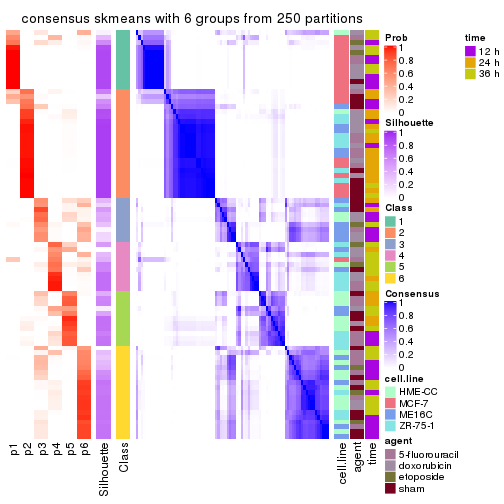 consensus skmeans with 6 groups from 250 partitions
Prob
1
0.8
0.6
0.4
0.2
0
time
12 h
24 h
36 h
Silhouette
1
0.8
0.6
0.4
0.2
0
Class
1
2
3
4
5
6
Consensus
1
0.8
0.6
0.4
0.2
0
cell.line
HME-CC
MCF-7
ME16C
ZR-75-1
agent
5-fluorouracil
doxorubicin
etoposide
sham
p1
p2
p3
p4
p5
p6
Silhouette
Class
cell.line
agent
time